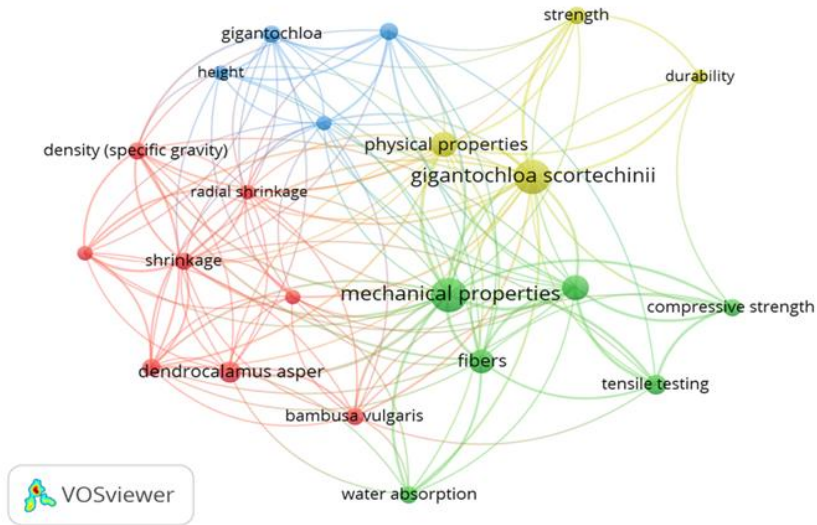 strength
gigantochloa
height
durability
physical properties
density (specific gravity)
gigantochloa scortechinii
radial shrinkage
shrinkage
mechanical properties
compressive strength
fibers
dendrocalamus asper
tensile testing
bambusa vulgaris
water absorption
VOSviewer